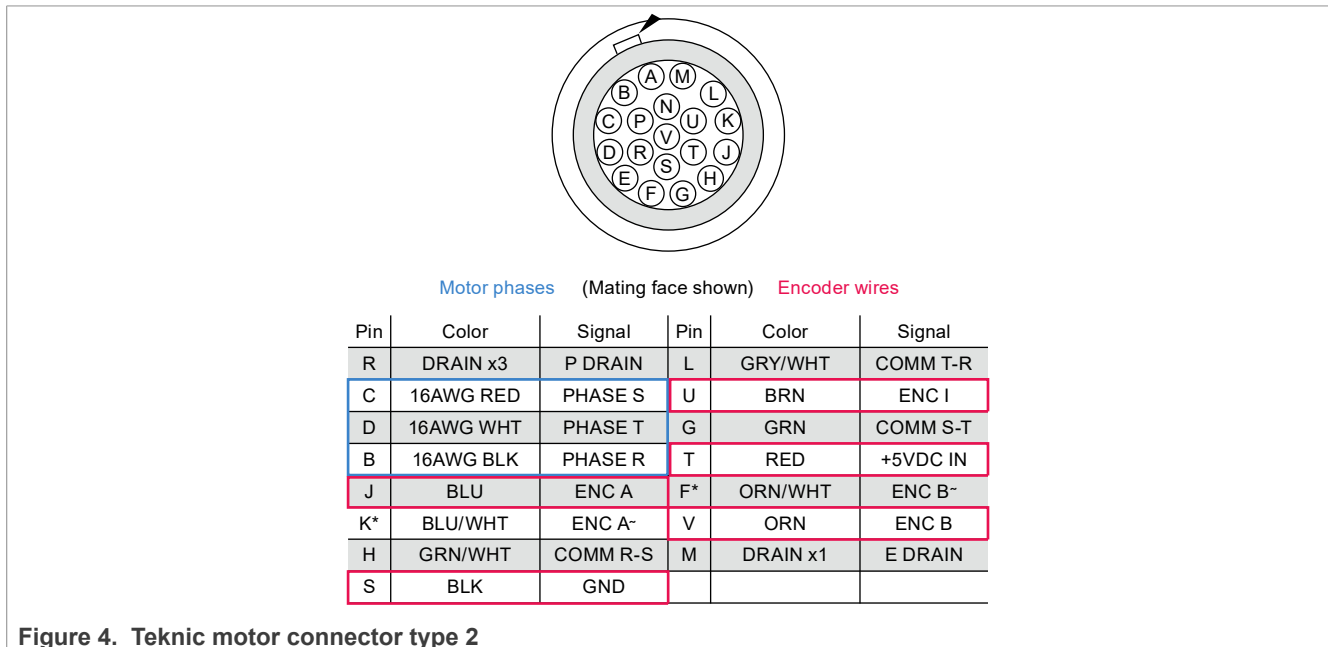 A M
B L
N
C P U K
V
D R T J
S
E H
F G
Motor phases (Mating face shown) Encoder wires
Pin Color Signal Pin Color Signal
R DRAIN x3 P DRAIN L GRY/WHT COMM T-R
C 16AWG RED PHASE S U BRN ENC I
D 16AWG WHT PHASE T G GRN COMM S-T
B 16AWG BLK PHASE R T RED +5VDC IN
J BLU ENC A F* ORN/WHT ENC B~
K* BLU/WHT ENC A~ V ORN ENC B
H GRN/WHT COMM R-S M DRAIN x1 E DRAIN
S BLK GND
Figure 4. Teknic motor connector type 2